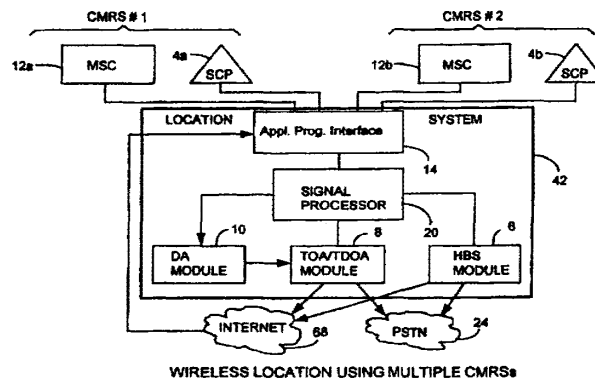 CMRS # 1
CMRS # 2
12a
MSC
4a
SCP
12b
MSC
4b
SCP
LOCATION
Appl. Prog. Interface
SYSTEM
14
42
SIGNAL
PROCESSOR
20
10
8
6
DA
MODULE
TOA/TDOA
MODULE
HBS
MODULE
INTERNET
68
PSTN
24
WIRELESS LOCATION USING MULTIPLE CMRSs